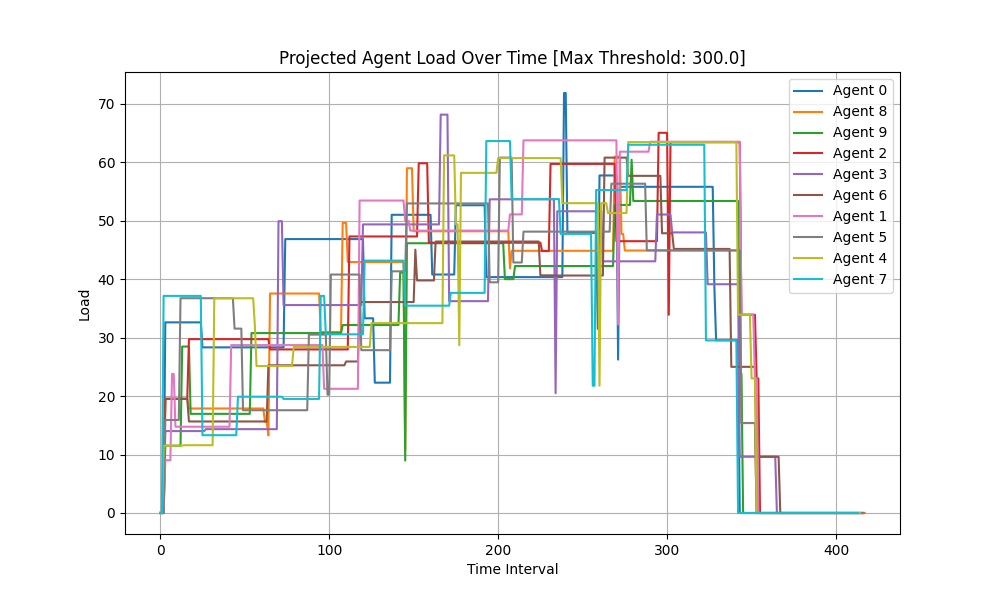 Projected Agent Load Over Time [Max Threshold: 300.0]
Load
70
60
50
40
30
20
10
0
0 100 200 300 400
Time Interval
Agent 0
Agent 8
Agent 9
Agent 2
Agent 3
Agent 6
Agent 1
Agent 5
Agent 4
Agent 7